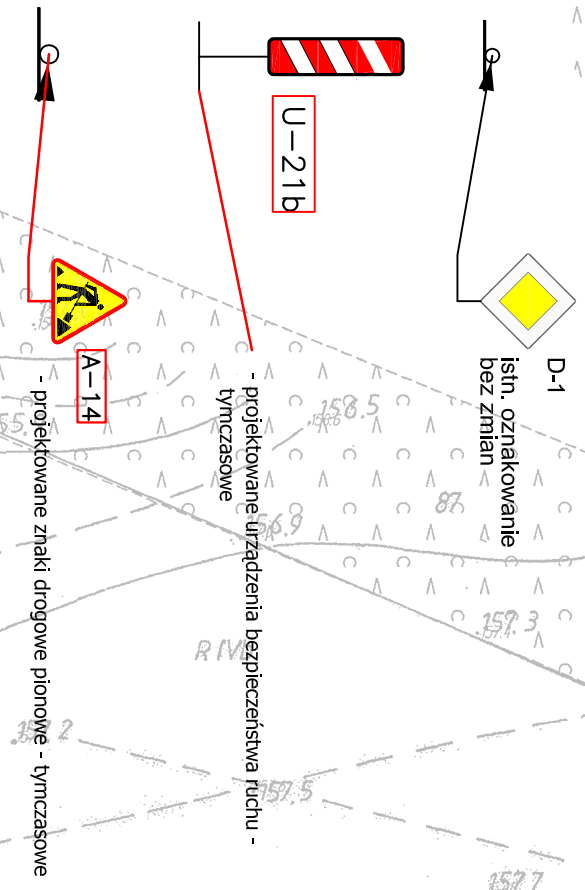 D-1
istn. oznakowanie
bez zmian
U-21b
- projektowane urządzenia bezpieczeństwa ruchu -
tymczasowe
A-14
- projektowane znaki drogowe pionowe - tymczasowe
158.5
156.9
87
157.3
R IVb
157.2
157.5
157.7